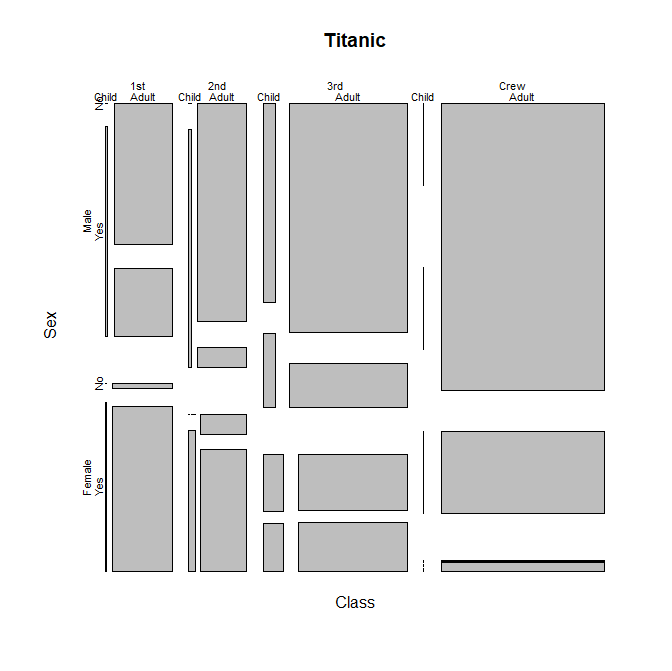 Titanic
1st 2nd 3rd Crew
Child Adult Child Adult Child Adult Child Adult
No
Male
Yes
Sex
No
Female
Yes
Class